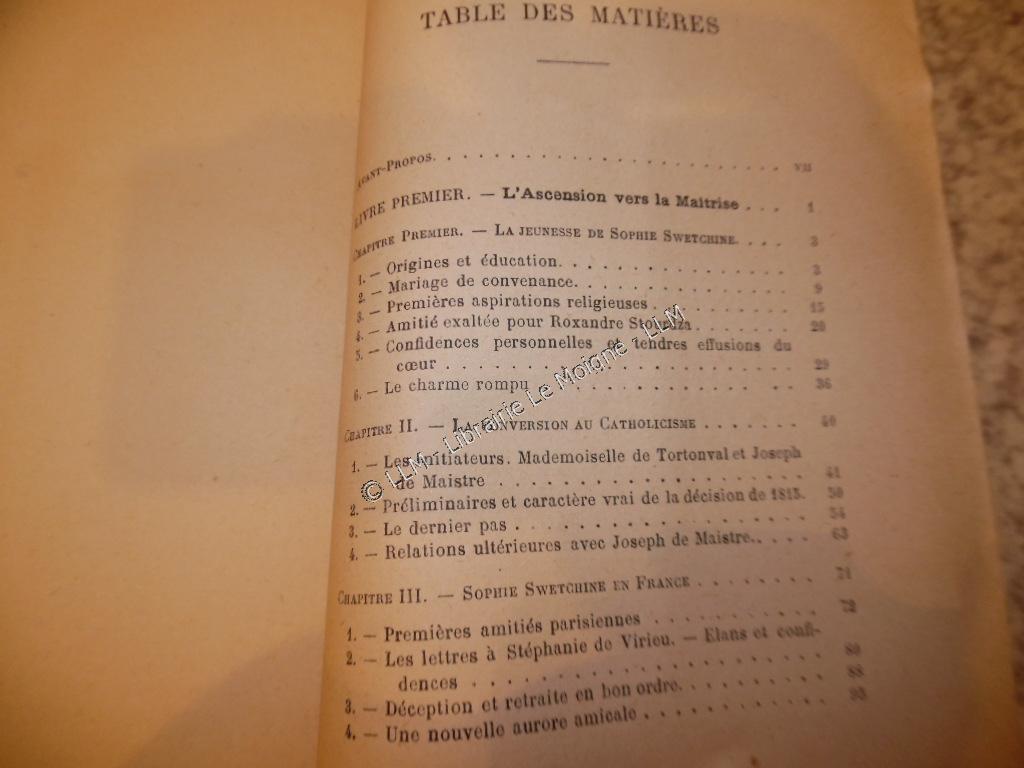 TABLE DES MATIÈRES
AVANT-PROPOS. . . . . . . . . . . . . . . . . . . . VII
LIVRE PREMIER. — L'Ascension vers la Maîtrise . . . 1
CHAPITRE PREMIER. — LA JEUNESSE DE SOPHIE SWETCHINE. . . . 3
1. — Origines et éducation. . . . . . . . . . . . . . 3
2. — Mariage de convenance. . . . . . . . . . . . . 9
3. — Premières aspirations religieuses . . . . . . . . . 15
4. — Amitié exaltée pour Roxandre Stourdza . . . . . . . 20
5. — Confidences personnelles et tendres effusions du
cœur . . . . . . . . . . . . . . . . . . . . 29
6. — Le charme rompu . . . . . . . . . . . . . . . 36
CHAPITRE II. — LA CONVERSION AU CATHOLICISME . . . . . . . 40
1. — Les initiateurs. Mademoiselle de Tortonval et Joseph
de Maistre . . . . . . . . . . . . . . . . . . 41
2. — Préliminaires et caractère vrai de la décision de 1815. 50
3. — Le dernier pas . . . . . . . . . . . . . . . . 54
4. — Relations ultérieures avec Joseph de Maistre. . . . . 63
CHAPITRE III. — SOPHIE SWETCHINE EN FRANCE . . . . . . . . 71
1. — Premières amitiés parisiennes . . . . . . . . . . 72
2. — Les lettres à Stéphanie de Virieu. — Elans et confi-
dences . . . . . . . . . . . . . . . . . . . 80
3. — Déception et retraite en bon ordre. . . . . . . . . 88
4. — Une nouvelle aurore amicale . . . . . . . . . . . 93
© LLM - Librairie Le Moigne - LLM